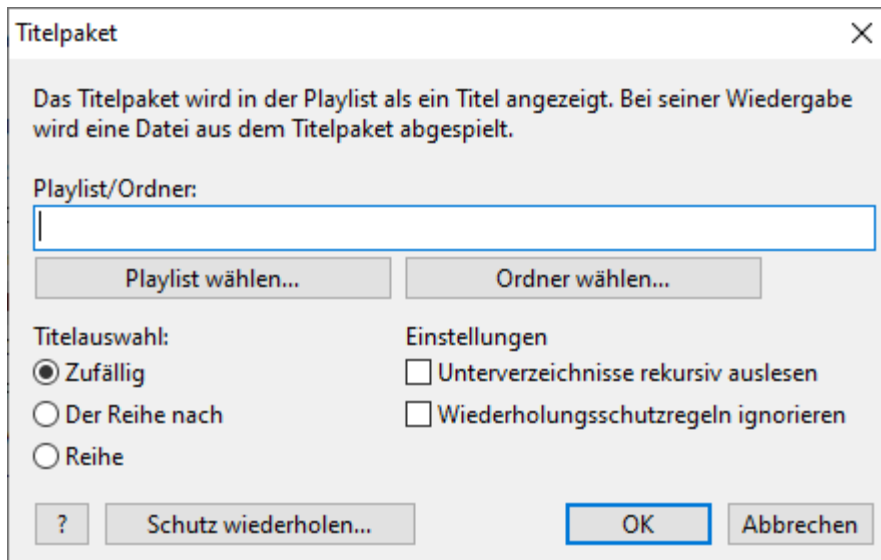 Titelpaket
Das Titelpaket wird in der Playlist als ein Titel angezeigt. Bei seiner Wiedergabe
wird eine Datei aus dem Titelpaket abgespielt.
Playlist/Ordner:
Playlist wählen...
Ordner wählen...
Titelauswahl:
Einstellungen
Zufällig
Unterverzeichnisse rekursiv auslesen
Der Reihe nach
Wiederholungsschutzregeln ignorieren
Reihe
?
Schutz wiederholen...
OK
Abbrechen